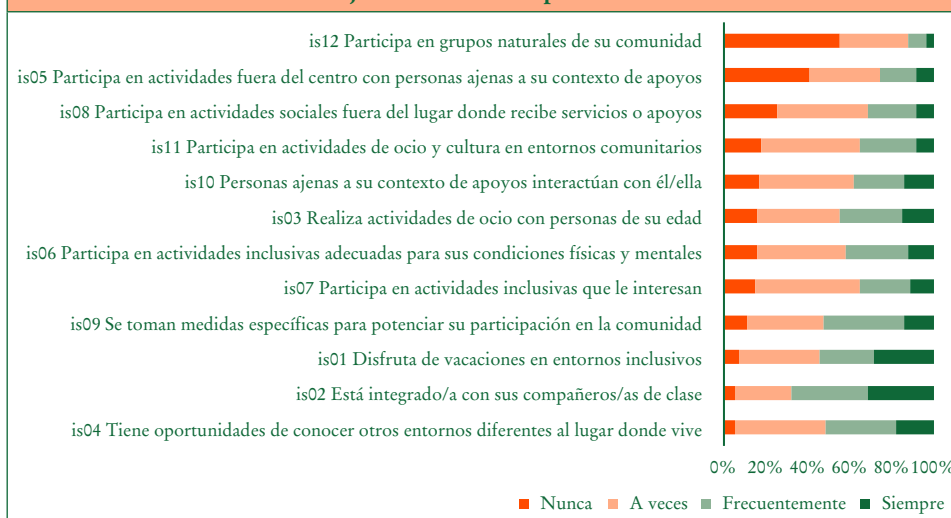 is12 Participa en grupos naturales de su comunidad
is05 Participa en actividades fuera del centro con personas ajenas a su contexto de apoyos
is08 Participa en actividades sociales fuera del lugar donde recibe servicios o apoyos
is11 Participa en actividades de ocio y cultura en entornos comunitarios
is10 Personas ajenas a su contexto de apoyos interactúan con él/ella
is03 Realiza actividades de ocio con personas de su edad
is06 Participa en actividades inclusivas adecuadas para sus condiciones físicas y mentales
is07 Participa en actividades inclusivas que le interesan
is09 Se toman medidas específicas para potenciar su participación en la comunidad
is01 Disfruta de vacaciones en entornos inclusivos
is02 Está integrado/a con sus compañeros/as de clase
is04 Tiene oportunidades de conocer otros entornos diferentes al lugar donde vive
0% 20% 40% 60% 80% 100%
Nunca A veces Frecuentemente Siempre